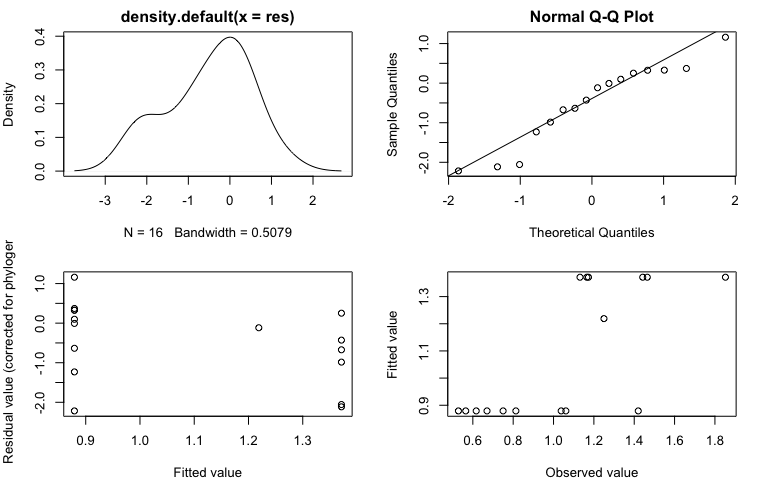 density.default(x = res)
Density
0.0 0.1 0.2 0.3 0.4
-3 -2 -1 0 1 2
N = 16 Bandwidth = 0.5079
Normal Q-Q Plot
Sample Quantiles
-2.0 -1.0 0.0 1.0
-2 -1 0 1 2
Theoretical Quantiles
Residual value (corrected for phyloger
-2.0 -1.0 0.0 1.0
0.9 1.0 1.1 1.2 1.3
Fitted value
Fitted value
0.9 1.1 1.3
0.6 0.8 1.0 1.2 1.4 1.6 1.8
Observed value